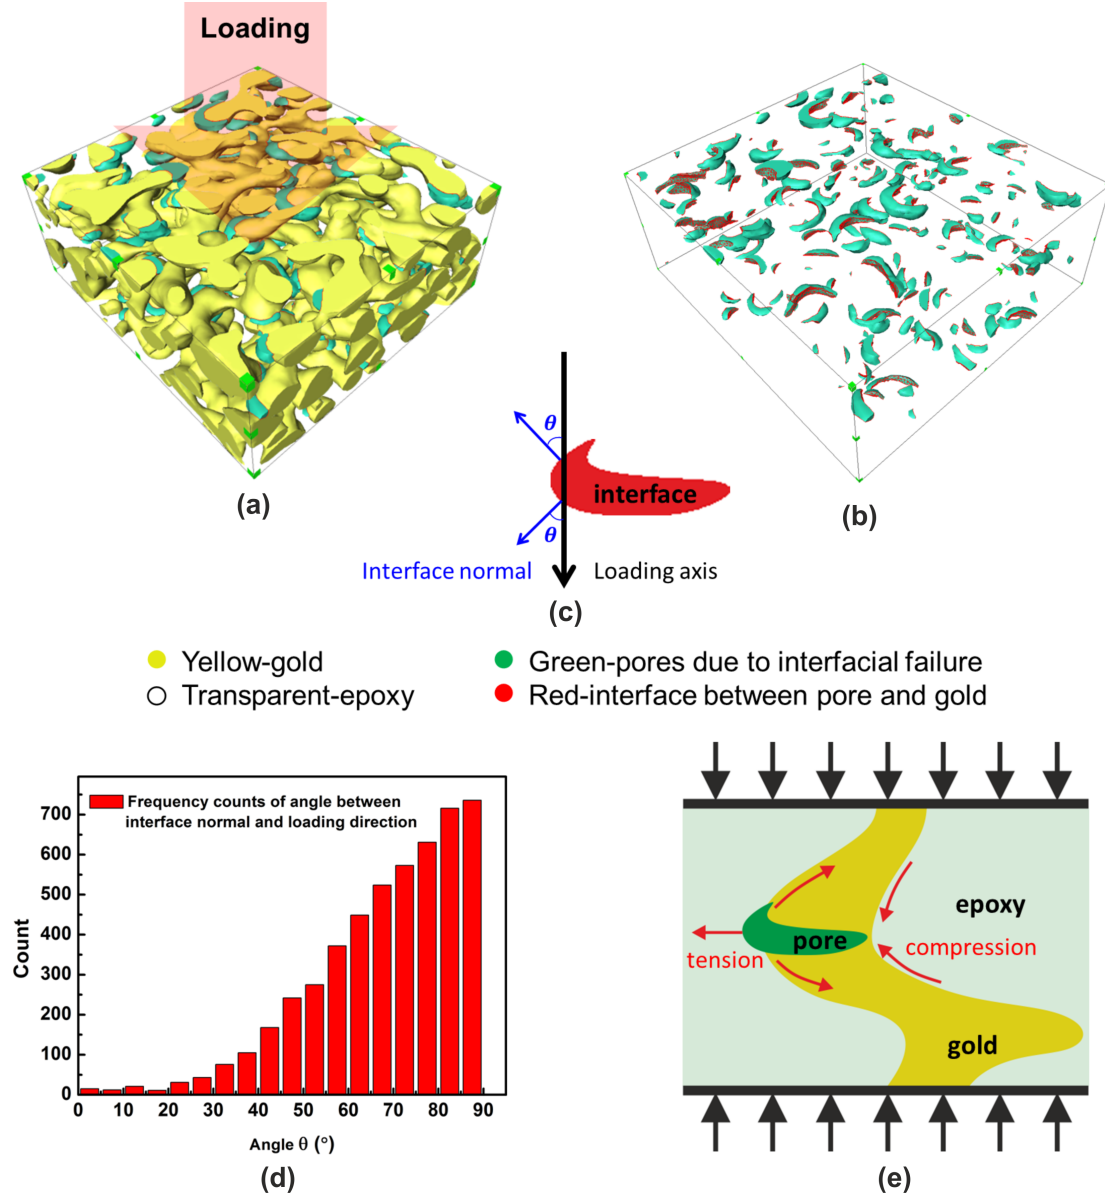 Loading
(a)
(b)
θ
interface
θ
Interface normal
Loading axis
(c)
Yellow-gold
Green-pores due to interfacial failure
Transparent-epoxy
Red-interface between pore and gold
Frequency counts of angle between
interface normal and loading direction
700
600
500
400
300
200
100
0
Count
0 10 20 30 40 50 60 70 80 90
Angle θ (°)
(d)
epoxy
pore
tension
compression
gold
(e)